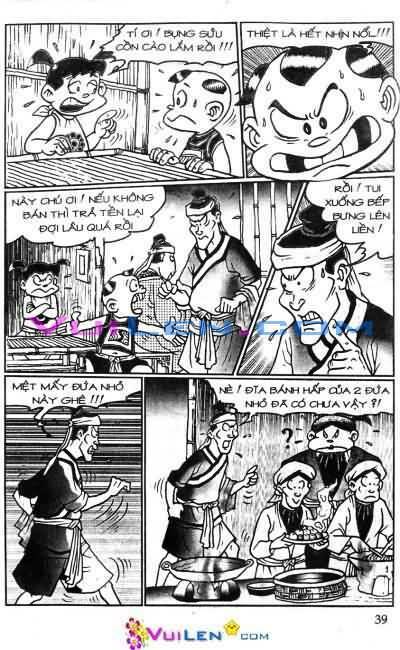 TÍ ƠI! BỤNG SỬU
CỒN CÀO LẮM RỒI!!!
THIỆT LÀ HẾT NHỊN NỔI...!!!
NÀY CHÚ ƠI! NẾU KHÔNG
BÁN THÌ TRẢ TIỀN LẠI
ĐỢI LÂU QUÁ RỒI
RỒI! TUI
XUỐNG BẾP
BƯNG LÊN
LIỀN!
VUILEN.COM
MỆT MẤY ĐỨA NHỎ
NÀY GHÊ!!!
NÈ! ĐĨA BÁNH HẤP CỦA 2 ĐỨA
NHỎ ĐÃ CÓ CHƯA VẬY?!
?
?
39
VUILEN.COM